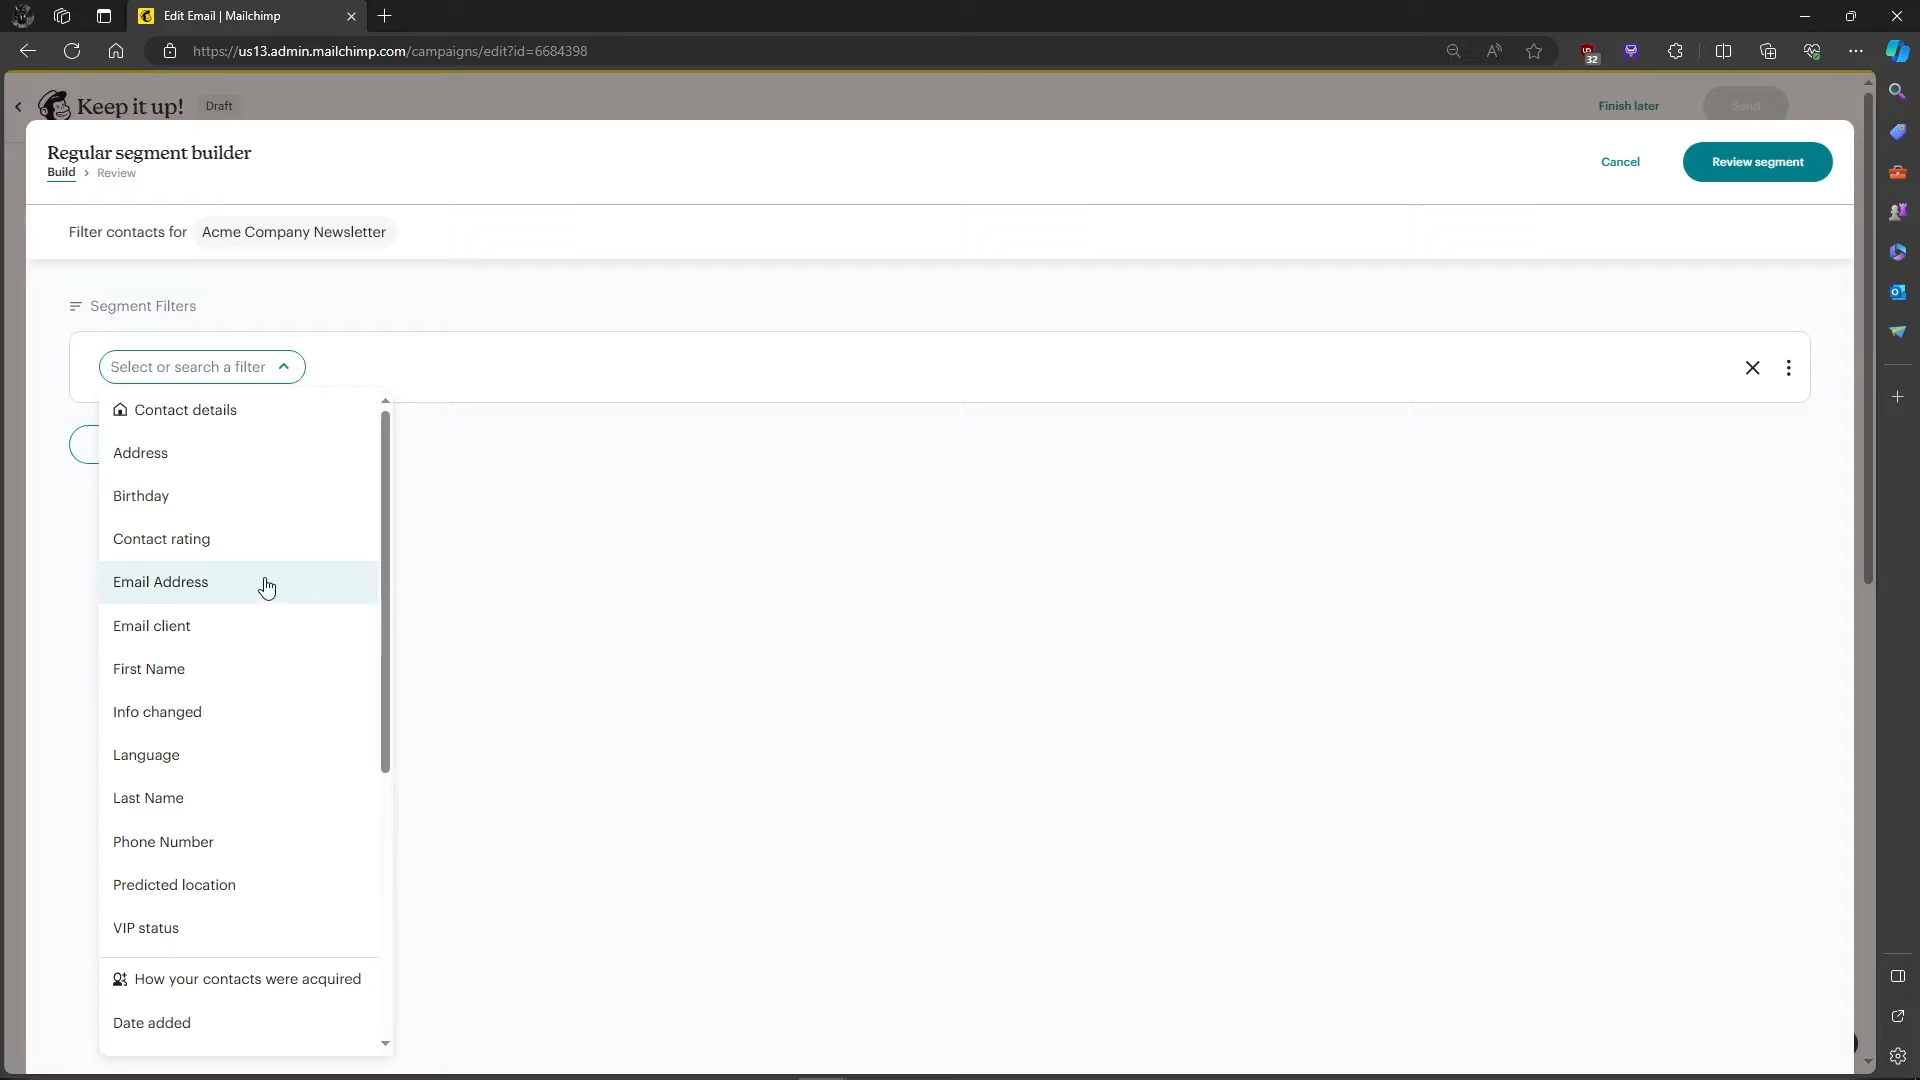 Edit Email | Mailchimp
https://us13.admin.mailchimp.com/campaigns/edit?id=6684398
32
Keep it up!
Draft
Finish later
Send
Regular segment builder
Build > Review
Cancel
Review segment
Filter contacts for Acme Company Newsletter
Segment Filters
Select or search a filter
Contact details
Address
Birthday
Contact rating
Email Address
Email client
First Name
Info changed
Language
Last Name
Phone Number
Predicted location
VIP status
How your contacts were acquired
Date added